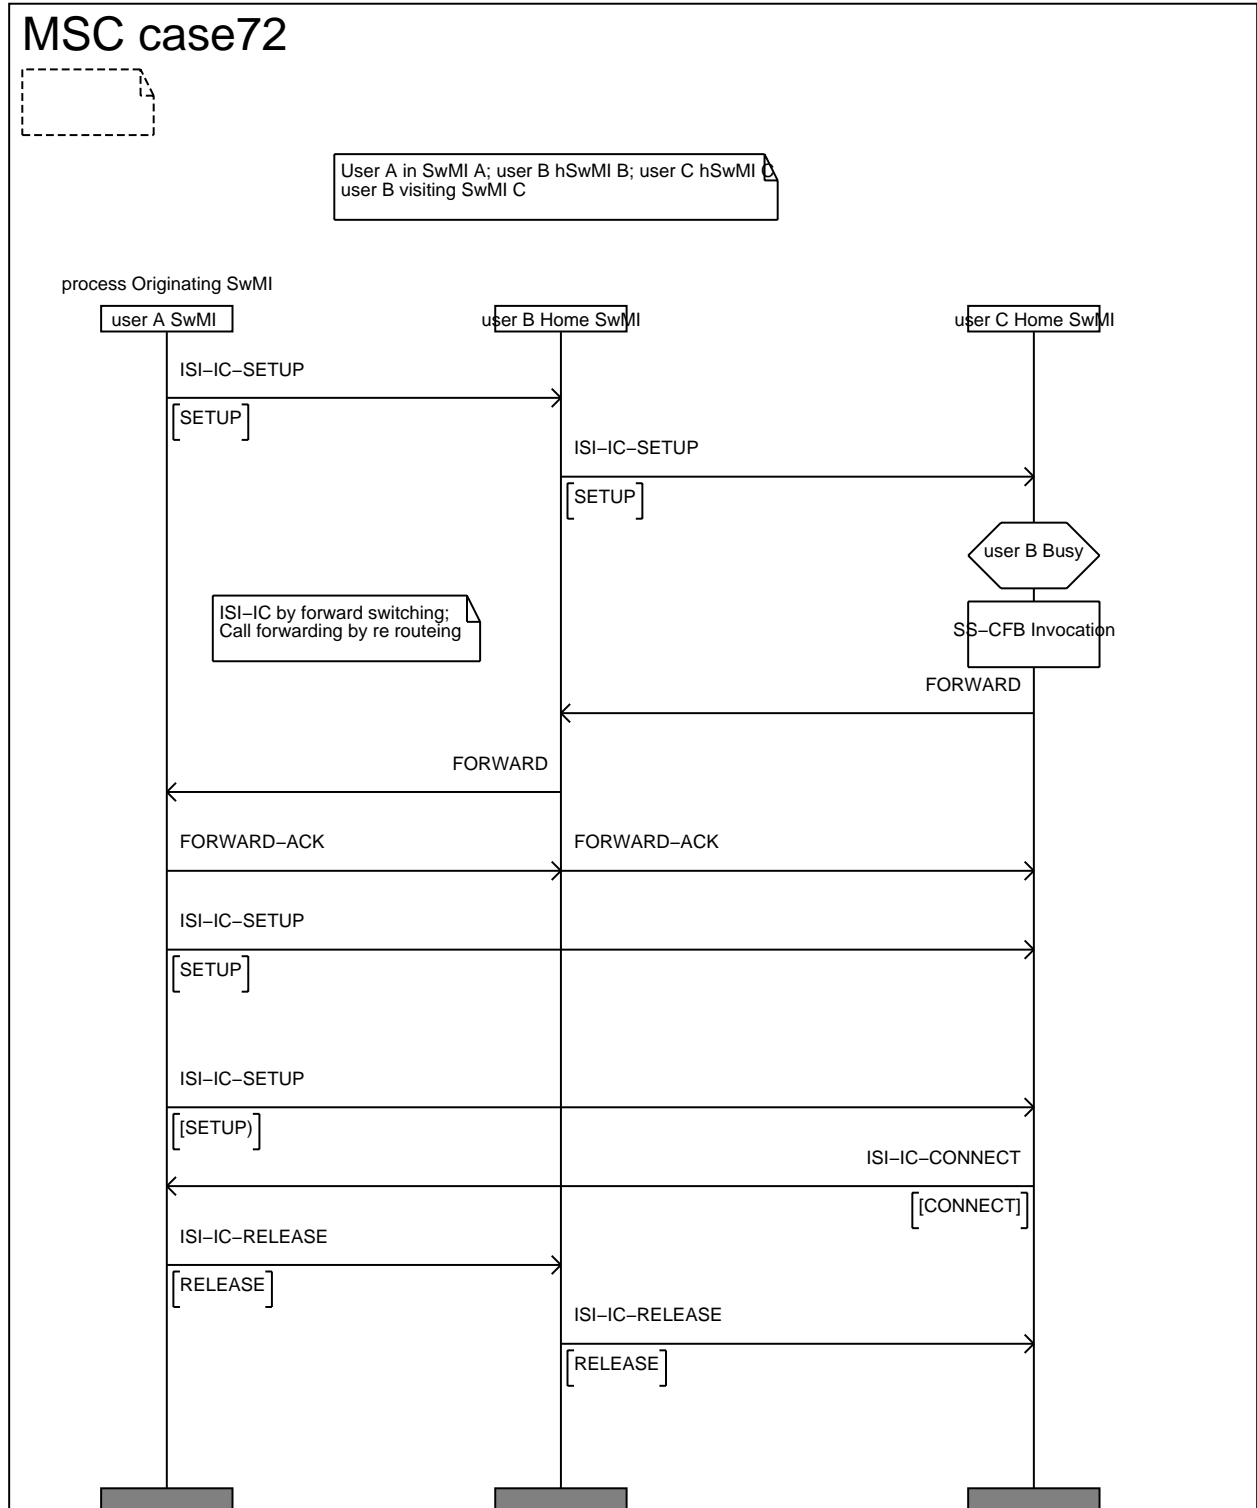 MSC case72
User A in SwMI A; user B hSwMI B; user C hSwMI C
user B visiting SwMI C
process Originating SwMI
user A SwMI
user B Home SwMI
user C Home SwMI
ISI–IC–SETUP
SETUP
ISI–IC–SETUP
SETUP
user B Busy
ISI–IC by forward switching;
Call forwarding by re routeing
SS–CFB Invocation
FORWARD
FORWARD
FORWARD–ACK
FORWARD–ACK
ISI–IC–SETUP
SETUP
ISI–IC–SETUP
[SETUP)
ISI–IC–CONNECT
[CONNECT]
ISI–IC–RELEASE
RELEASE
ISI–IC–RELEASE
RELEASE